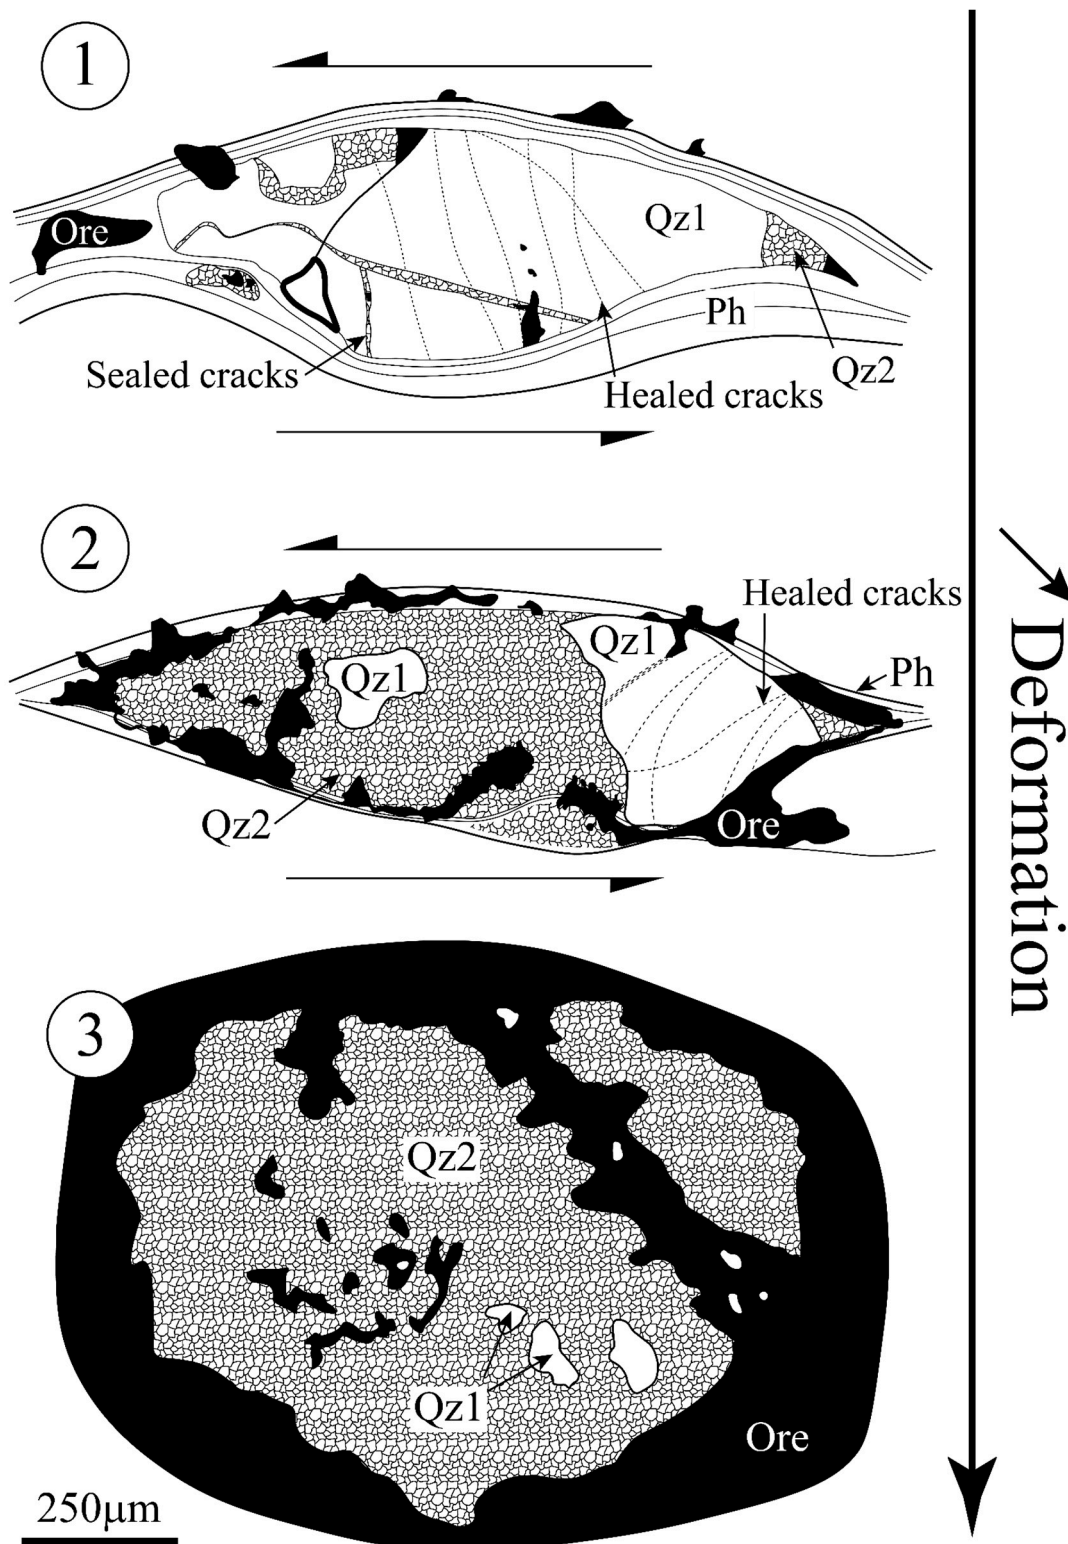 1
Ore
Qz1
Ph
Sealed cracks
Healed cracks
Qz2
2
Healed cracks
Qz1
Qz1
Ph
Qz2
Ore
Deformation
3
Qz2
Qz1
Ore
250μm